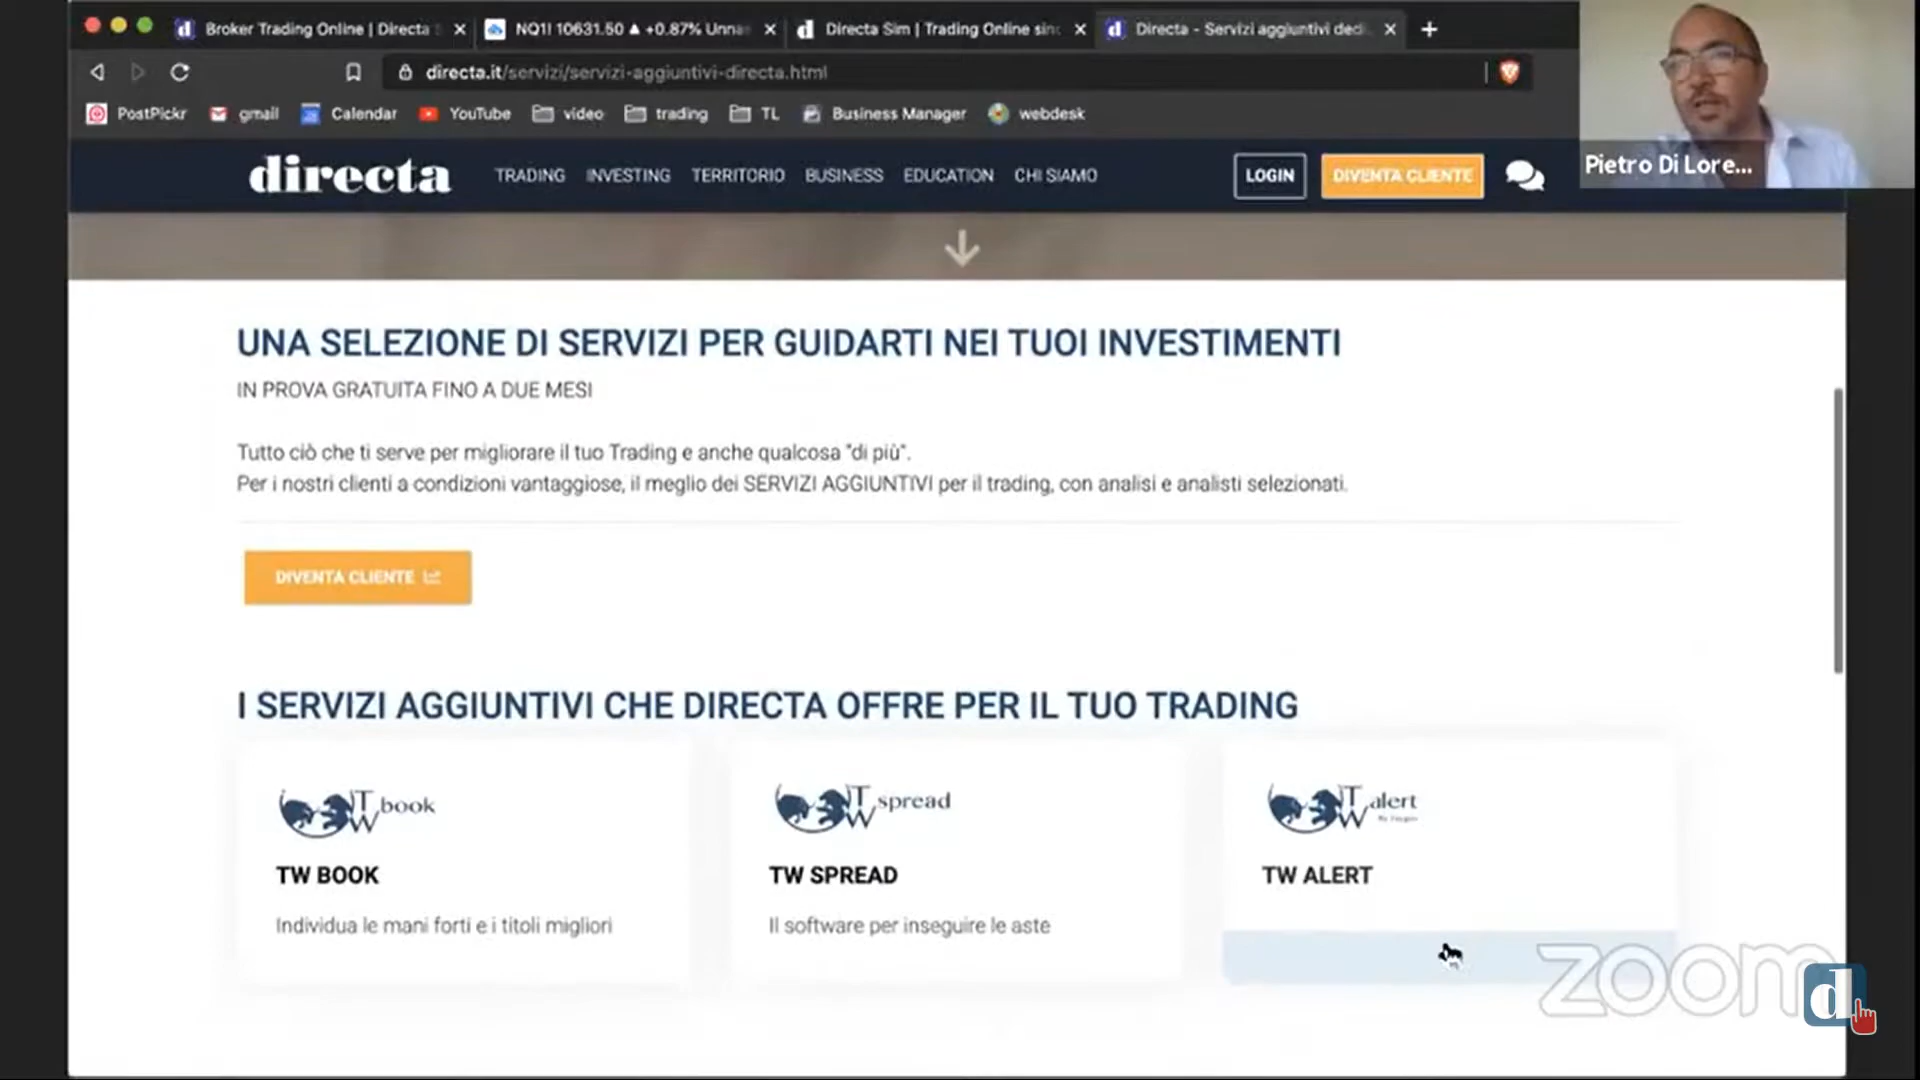 Broker Trading Online | Directa
NQ1! 10631.50 ▲ +0.87% Unna
Directa Sim | Trading Online sinc
Directa - Servizi aggiuntivi dedi
directa.it/servizi/servizi-aggiuntivi-directa.html
PostPickr
gmail
Calendar
YouTube
video
trading
TL
Business Manager
webdesk
Pietro Di Lore...
directa
TRADING
INVESTING
TERRITORIO
BUSINESS
EDUCATION
CHI SIAMO
LOGIN
DIVENTA CLIENTE
UNA SELEZIONE DI SERVIZI PER GUIDARTI NEI TUOI INVESTIMENTI
IN PROVA GRATUITA FINO A DUE MESI
Tutto ciò che ti serve per migliorare il tuo Trading e anche qualcosa "di più".
Per i nostri clienti a condizioni vantaggiose, il meglio dei SERVIZI AGGIUNTIVI per il trading, con analisi e analisti selezionati.
DIVENTA CLIENTE
I SERVIZI AGGIUNTIVI CHE DIRECTA OFFRE PER IL TUO TRADING
TW book
TW spread
TW alert
TW BOOK
TW SPREAD
TW ALERT
Individua le mani forti e i titoli migliori
Il software per inseguire le aste
zoom
d